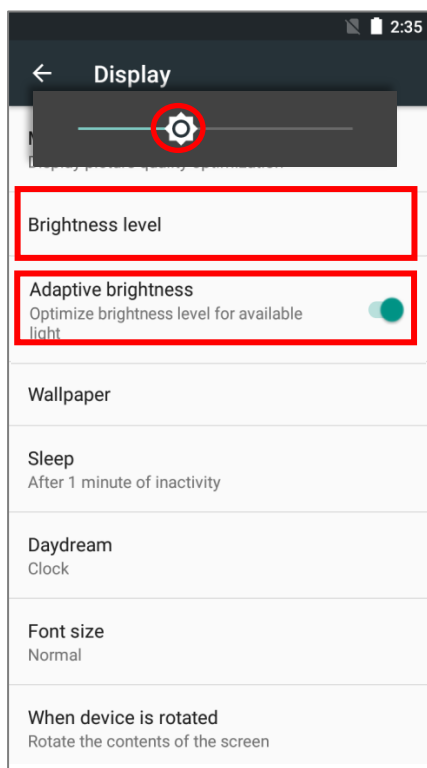 2:35
Display
Brightness level
Adaptive brightness
Optimize brightness level for available
light
Wallpaper
Sleep
After 1 minute of inactivity
Daydream
Clock
Font size
Normal
When device is rotated
Rotate the contents of the screen